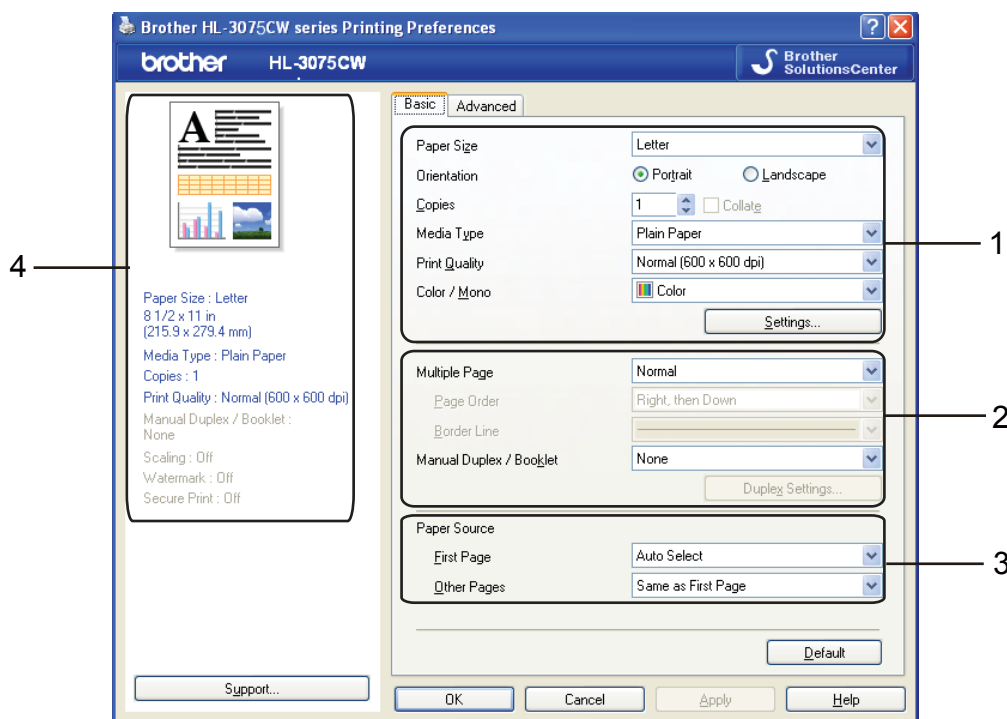 Brother HL-3075CW series Printing Preferences
brother HL-3075CW
Brother
SolutionsCenter
A
4
Paper Size : Letter
8 1/2 x 11 in
(215.9 x 279.4 mm)
Media Type : Plain Paper
Copies : 1
Print Quality : Normal (600 x 600 dpi)
Manual Duplex / Booklet :
None
Scaling : Off
Watermark : Off
Secure Print : Off
Support...
Basic Advanced
Paper Size Letter
Orientation Portrait Landscape
Copies 1 Collate
Media Type Plain Paper
Print Quality Normal (600 x 600 dpi)
Color / Mono Color
Settings...
1
Multiple Page Normal
Page Order Right, then Down
Border Line
Manual Duplex / Booklet None
Duplex Settings...
2
Paper Source
First Page Auto Select
Other Pages Same as First Page
3
Default
OK Cancel Apply Help